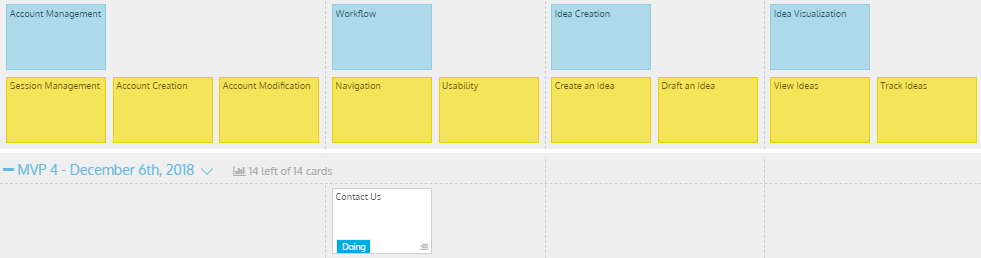 Account Management
Workflow
Idea Creation
Idea Visualization
Session Management
Account Creation
Account Modification
Navigation
Usability
Create an Idea
Draft an Idea
View Ideas
Track Ideas
MVP 4 - December 6th, 2018
14 left of 14 cards
Contact Us
Doing